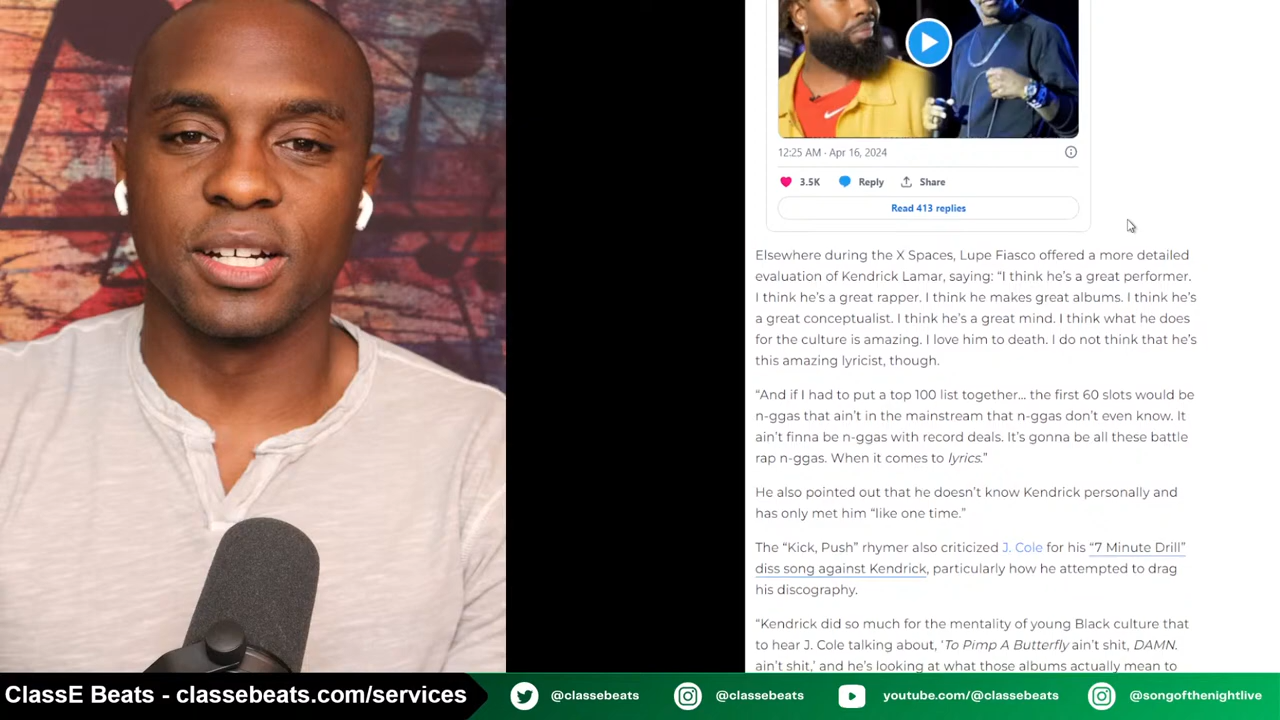 12:25 AM · Apr 16, 2024
3.5K Reply Share
Read 413 replies
Elsewhere during the X Spaces, Lupe Fiasco offered a more detailed
evaluation of Kendrick Lamar, saying: “I think he’s a great performer.
I think he’s a great rapper. I think he makes great albums. I think he’s
a great conceptualist. I think he’s a great mind. I think what he does
for the culture is amazing. I love him to death. I do not think that he’s
this amazing lyricist, though.
“And if I had to put a top 100 list together… the first 60 slots would be
n-ggas that ain’t in the mainstream that n-ggas don’t even know. It
ain’t finna be n-ggas with record deals. It’s gonna be all these battle
rap n-ggas. When it comes to lyrics.”
He also pointed out that he doesn’t know Kendrick personally and
has only met him “like one time.”
The “Kick, Push” rhymer also criticized J. Cole for his “7 Minute Drill”
diss song against Kendrick, particularly how he attempted to drag
his discography.
“Kendrick did so much for the mentality of young Black culture that
to hear J. Cole talking about, ‘To Pimp A Butterfly ain’t shit, DAMN.
ain’t shit,’ and he’s looking at what those albums actually mean to
ClassE Beats - classebeats.com/services
@classebeats
@classebeats
youtube.com/@classebeats
@songofthenightlive